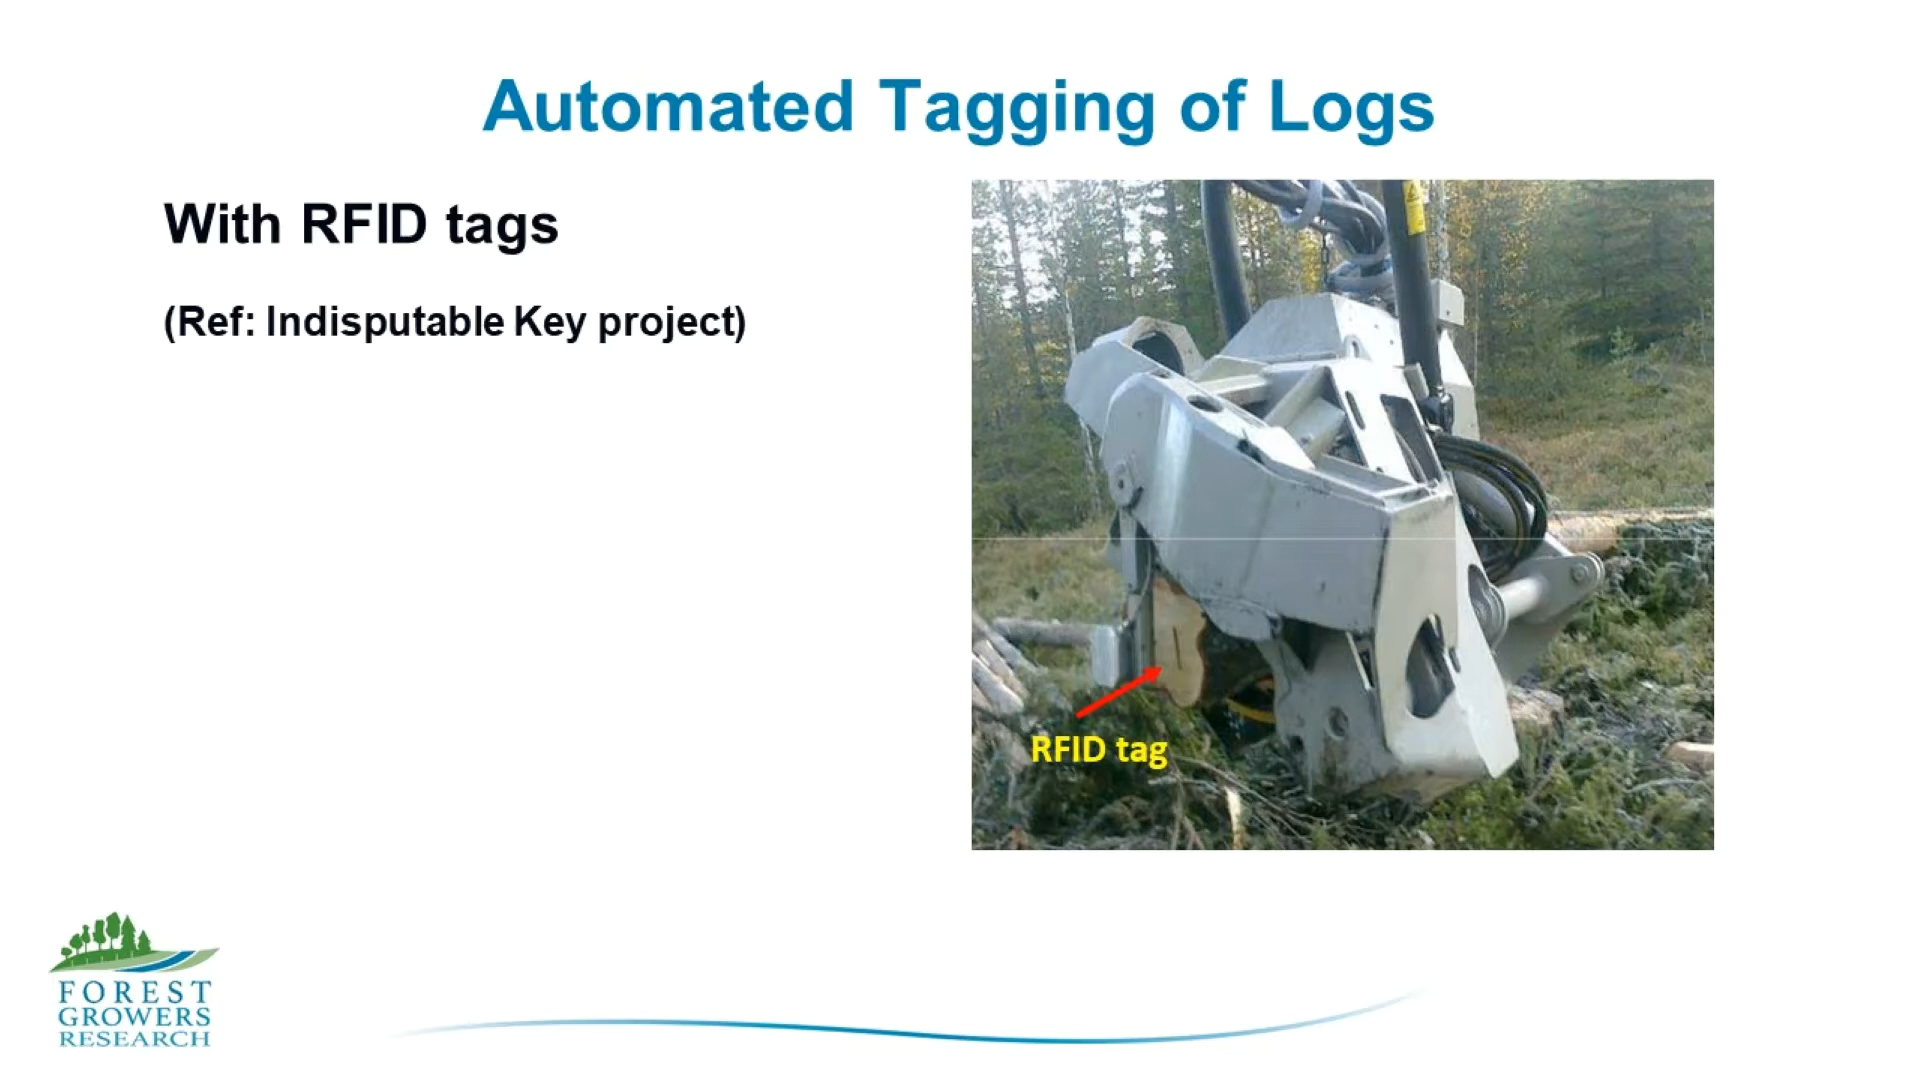 Automated Tagging of Logs
With RFID tags
(Ref: Indisputable Key project)
RFID tag
FOREST
GROWERS
RESEARCH